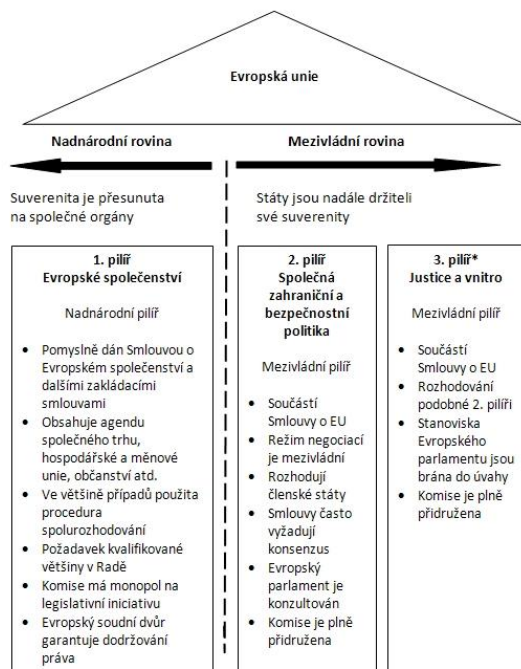 Evropská unie
Nadnárodní rovina
Mezivládní rovina
Suverenita je přesunuta
na společné orgány
Státy jsou nadále držiteli
své suverenity
1. pilíř
Evropské společenství
Nadnárodní pilíř
• Pomyslně dán Smlouvou o
Evropském společenství a
dalšími zakládacími
smlouvami
• Obsahuje agendu
společného trhu,
hospodářské a měnové
unie, občanství atd.
• Ve většině případů použita
procedura
spolurozhodování
• Požadavek kvalifikované
většiny v Radě
• Komise má monopol na
legislativní iniciativu
• Evropský soudní dvůr
garantuje dodržování
práva
2. pilíř
Společná
zahraniční a
bezpečnostní
politika
Mezivládní pilíř
• Součástí
Smlouvy o EU
• Režim negociací
je mezivládní
• Rozhodují
členské státy
• Smlouvy často
vyžadují
konsenzus
• Evropský
parlament je
konzultován
• Komise je plně
přidružena
3. pilíř*
Justice a vnitro
Mezivládní pilíř
• Součástí
Smlouvy o EU
• Rozhodování
podobné 2. pilíři
• Stanoviska
Evropského
parlamentu jsou
brána do úvahy
• Komise je plně
přidružena